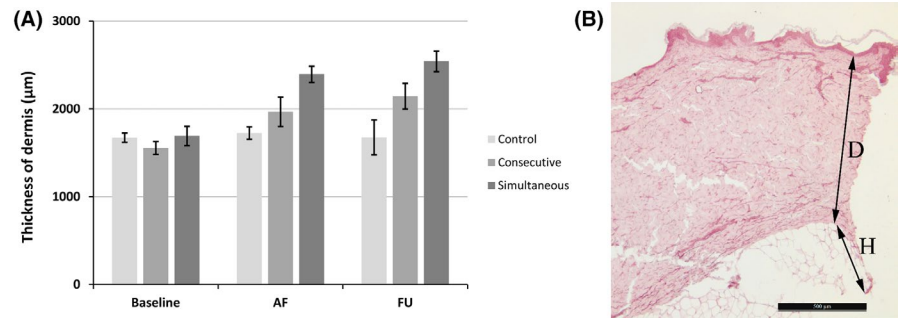 (A)
3000
2000
1000
0
Thickness of dermis (µm)
Baseline
AF
FU
Control
Consecutive
Simultaneous
(B)
D
H
500 µm